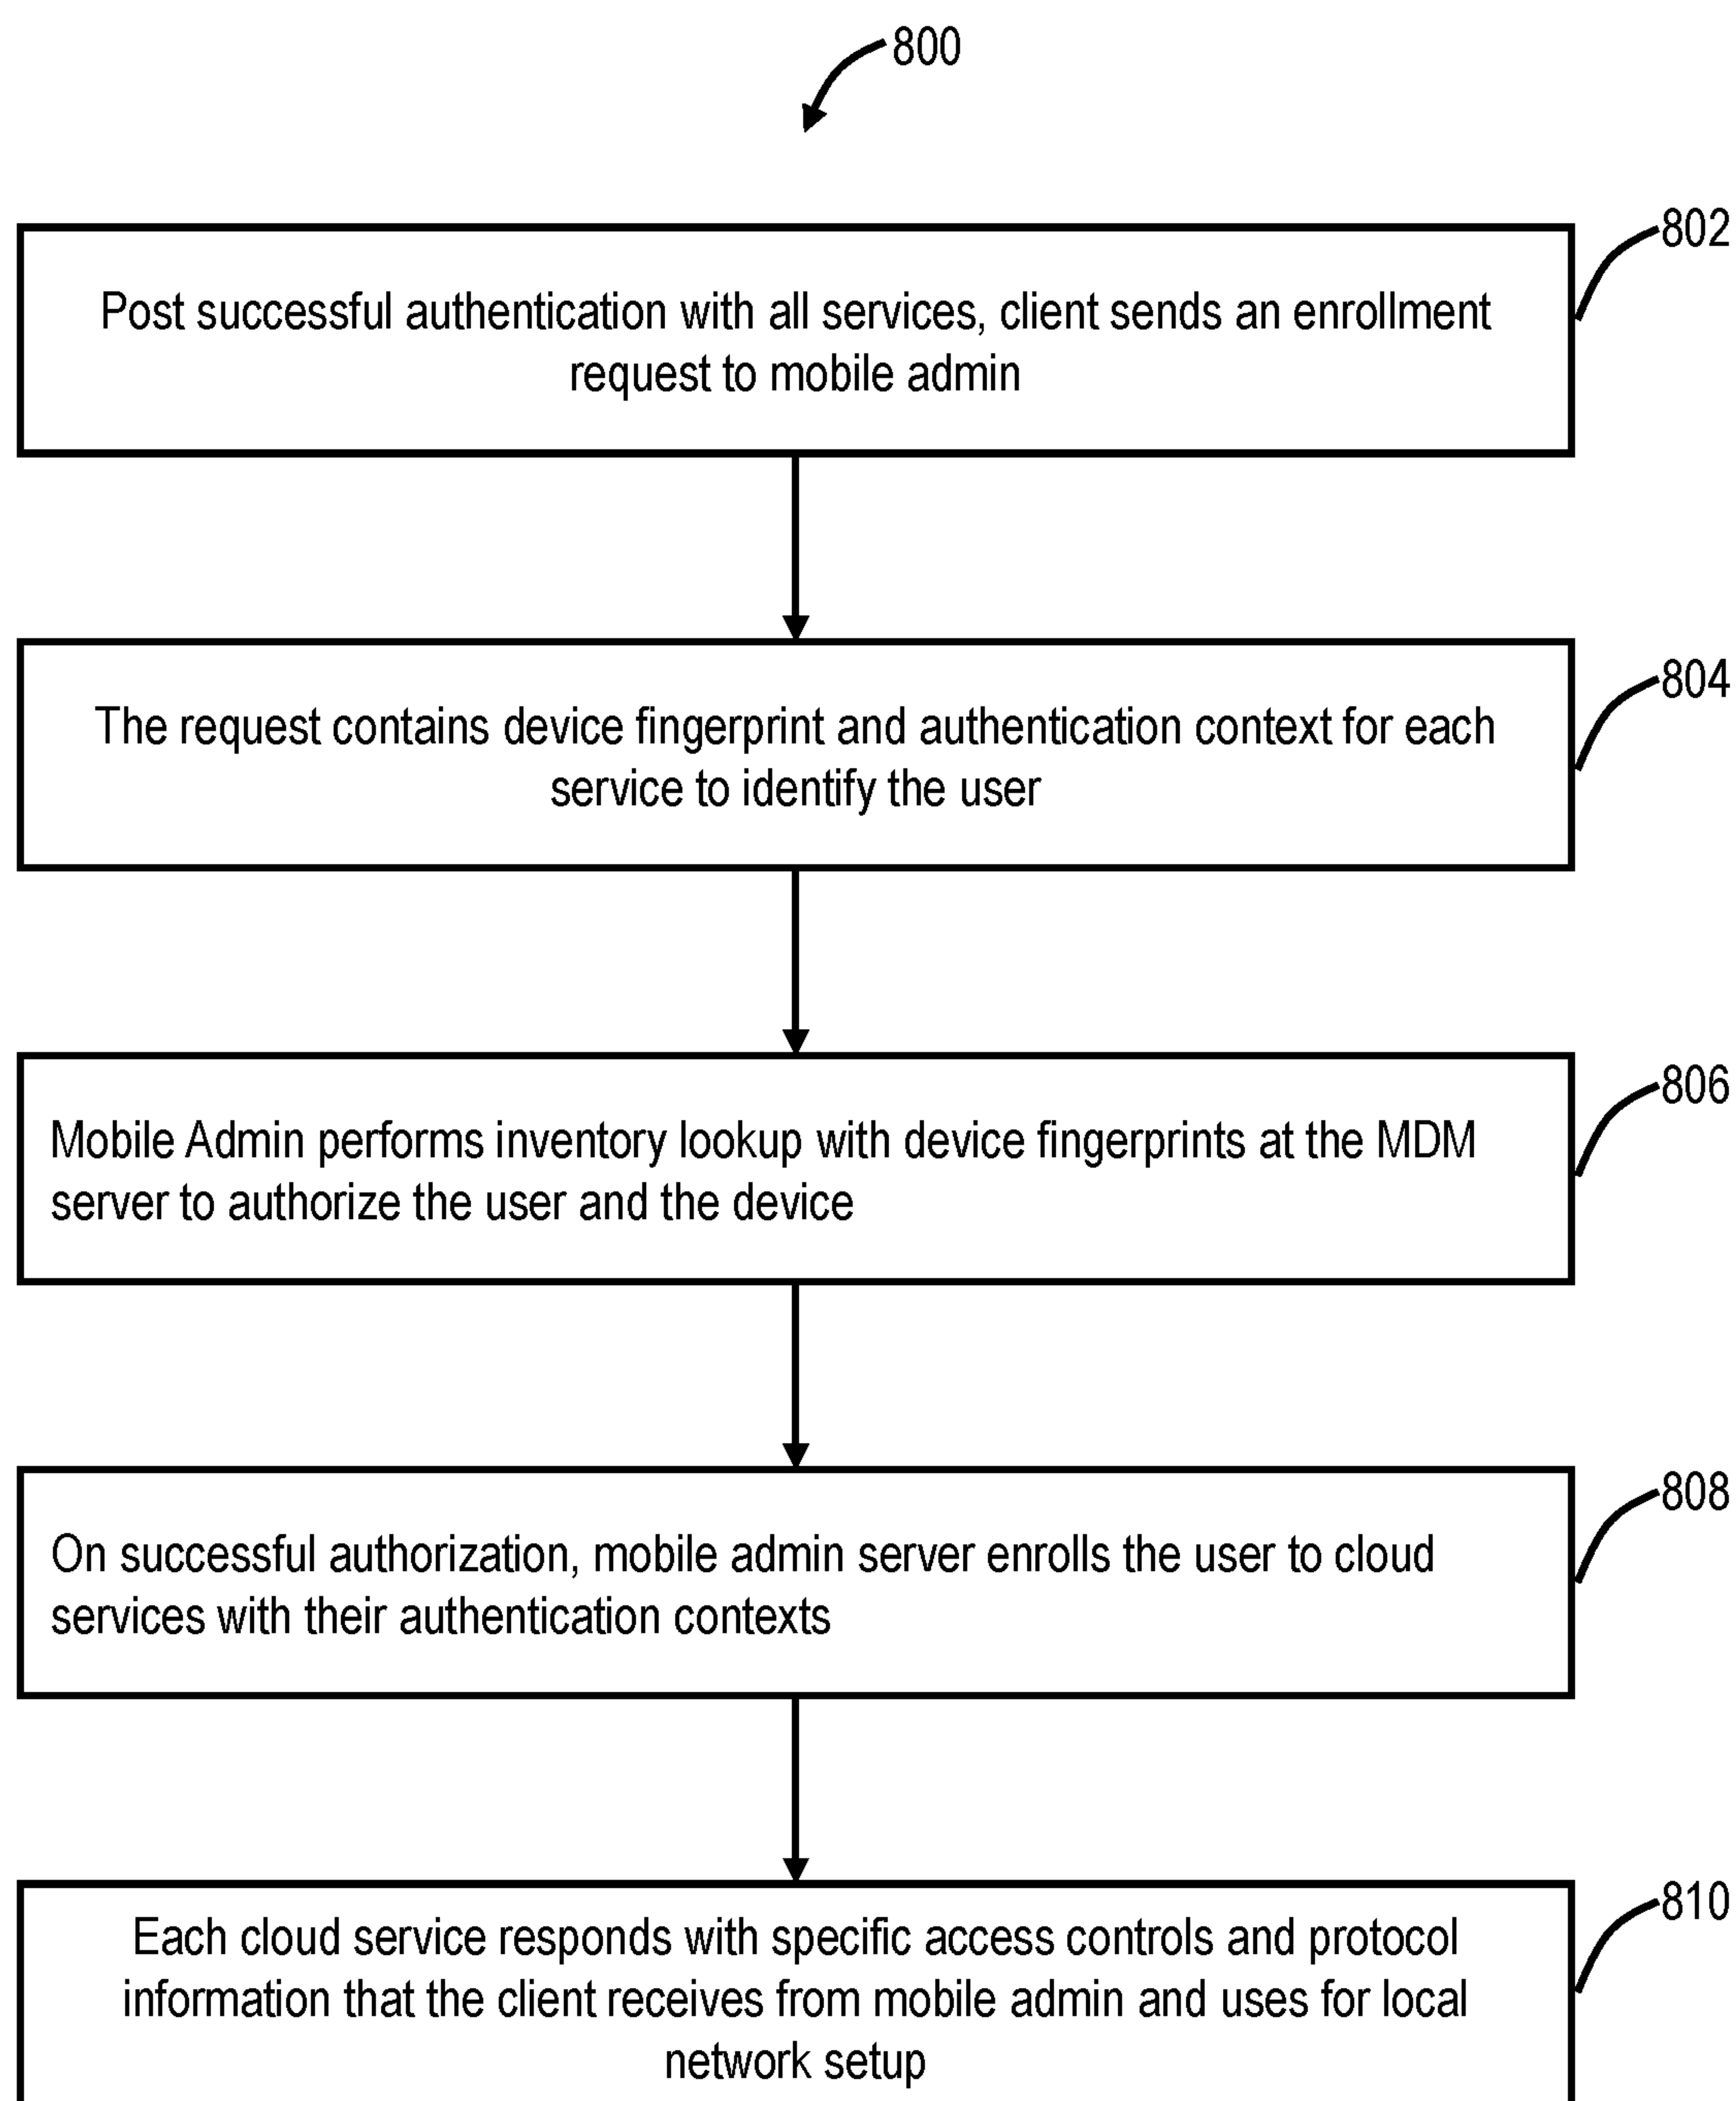 800
802
Post successful authentication with all services, client sends an enrollment
request to mobile admin
804
The request contains device fingerprint and authentication context for each
service to identify the user
806
Mobile Admin performs inventory lookup with device fingerprints at the MDM
server to authorize the user and the device
808
On successful authorization, mobile admin server enrolls the user to cloud
services with their authentication contexts
810
Each cloud service responds with specific access controls and protocol
information that the client receives from mobile admin and uses for local
network setup